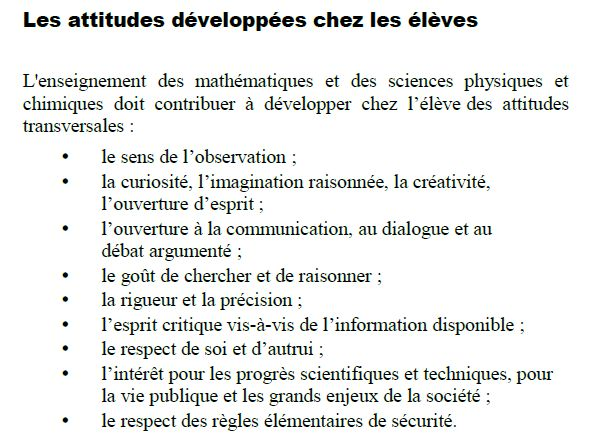 Les attitudes développées chez les élèves
L'enseignement des mathématiques et des sciences physiques et
chimiques doit contribuer à développer chez l’élève des attitudes
transversales :
• le sens de l’observation ;
• la curiosité, l’imagination raisonnée, la créativité,
l’ouverture d’esprit ;
• l’ouverture à la communication, au dialogue et au
débat argumenté ;
• le goût de chercher et de raisonner ;
• la rigueur et la précision ;
• l’esprit critique vis-à-vis de l’information disponible ;
• le respect de soi et d’autrui ;
• l’intérêt pour les progrès scientifiques et techniques, pour
la vie publique et les grands enjeux de la société ;
• le respect des règles élémentaires de sécurité.